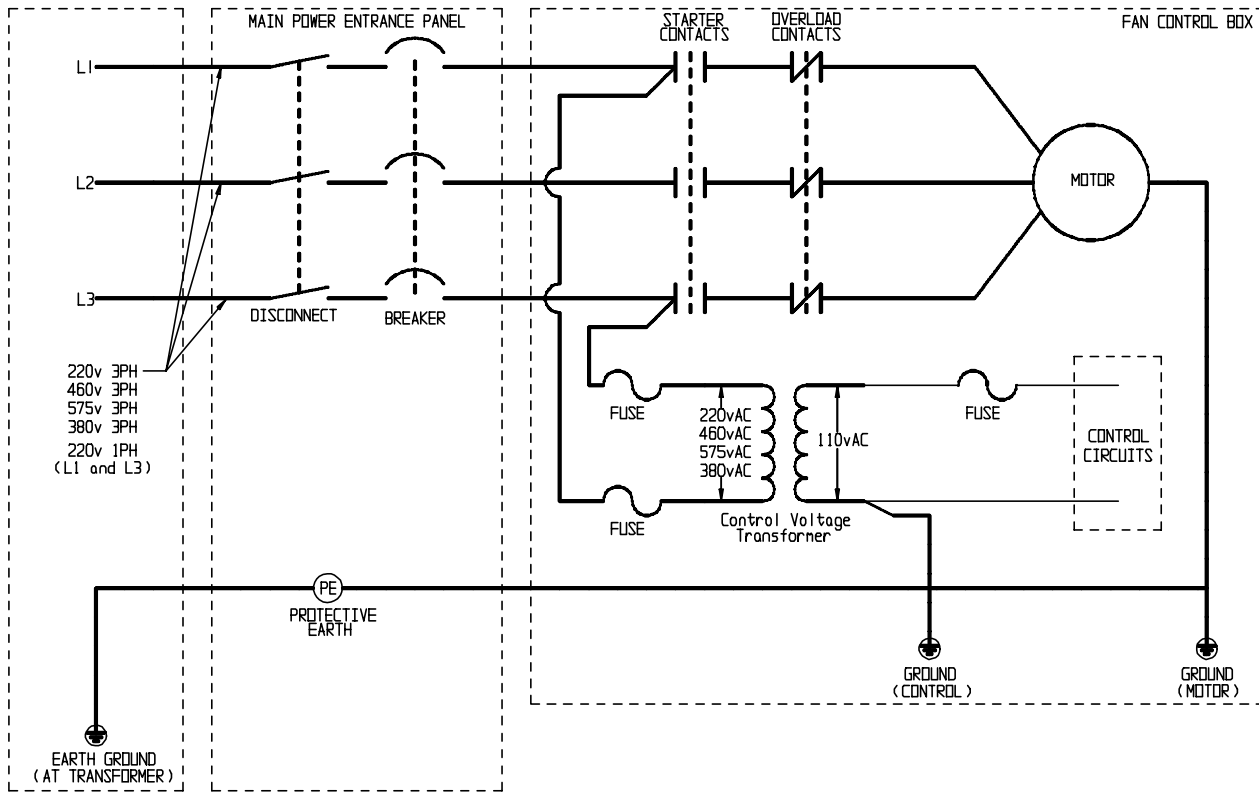 MAIN POWER ENTRANCE PANEL
STARTER
CONTACTS
OVERLOAD
CONTACTS
FAN CONTROL BOX
L1
L2
MOTOR
L3
DISCONNECT
BREAKER
220v 3PH
460v 3PH
575v 3PH
380v 3PH
220v 1PH
(L1 and L3)
FUSE
220vAC
460vAC
575vAC
380vAC
110vAC
FUSE
CONTROL
CIRCUITS
FUSE
Control Voltage
Transformer
PE
PROTECTIVE
EARTH
GROUND
(CONTROL)
GROUND
(MOTOR)
EARTH GROUND
(AT TRANSFORMER)